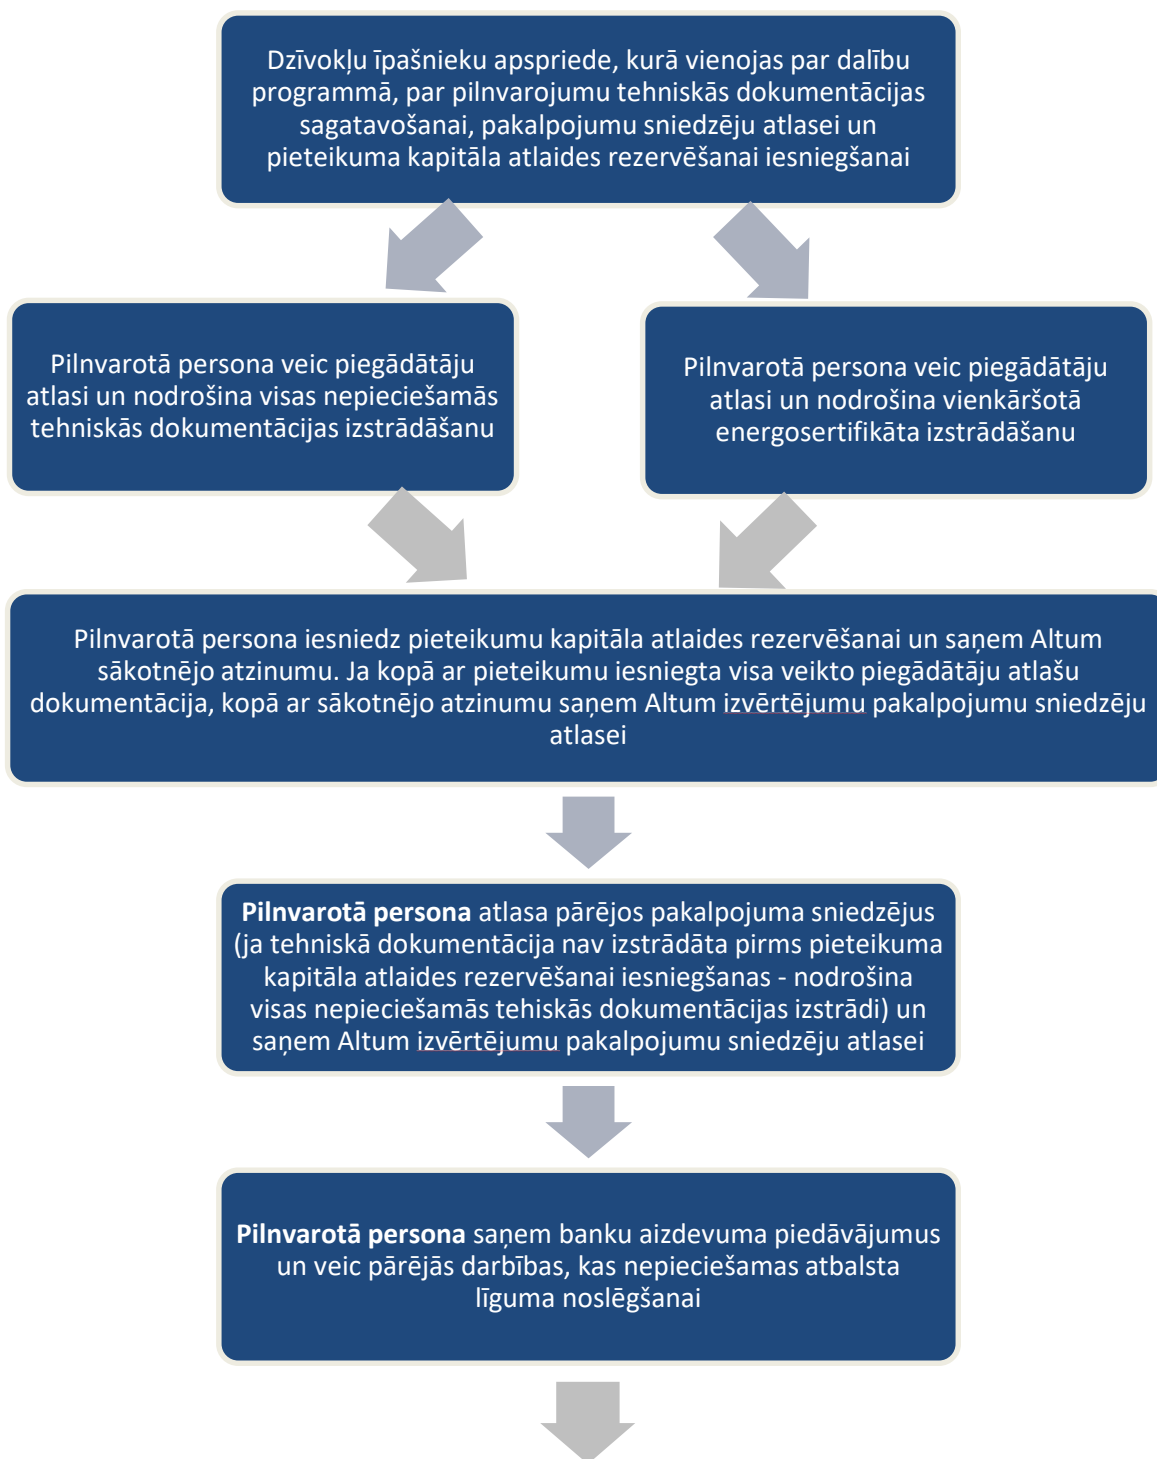 Dzīvokļu īpašnieku apspriede, kurā vienojas par dalību
programmā, par pilnvarojumu tehniskās dokumentācijas
sagatavošanai, pakalpojumu sniedzēju atlasei un
pieteikuma kapitāla atlaides rezervēšanai iesniegšanai
Pilnvarotā persona veic piegādātāju
atlasi un nodrošina visas nepieciešamās
tehniskās dokumentācijas izstrādāšanu
Pilnvarotā persona veic piegādātāju
atlasi un nodrošina vienkāršotā
energosertifikāta izstrādāšanu
Pilnvarotā persona iesniedz pieteikumu kapitāla atlaides rezervēšanai un saņem Altum
sākotnējo atzinumu. Ja kopā ar pieteikumu iesniegta visa veikto piegādātāju atlašu
dokumentācija, kopā ar sākotnējo atzinumu saņem Altum izvērtējumu pakalpojumu sniedzēju
atlasei
Pilnvarotā persona atlasa pārējos pakalpojuma sniedzējus
(ja tehniskā dokumentācija nav izstrādāta pirms pieteikuma
kapitāla atlaides rezervēšanai iesniegšanas - nodrošina
visas nepieciešamās tehiskās dokumentācijas izstrādi) un
saņem Altum izvērtējumu pakalpojumu sniedzēju atlasei
Pilnvarotā persona saņem banku aizdevuma piedāvājumus
un veic pārējās darbības, kas nepieciešamas atbalsta
līguma noslēgšanai